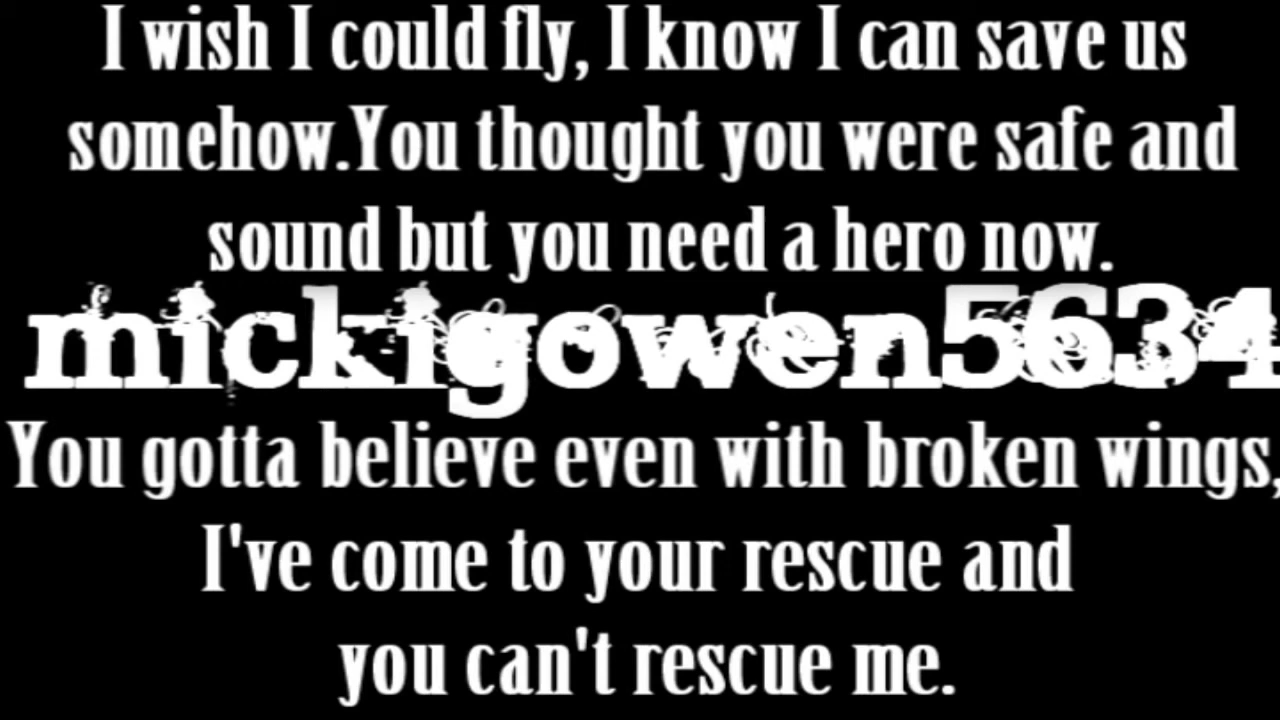 I wish I could fly, I know I can save us
somehow.You thought you were safe and
sound but you need a hero now.
mickigowen5634
You gotta believe even with broken wings,
I've come to your rescue and
you can't rescue me.